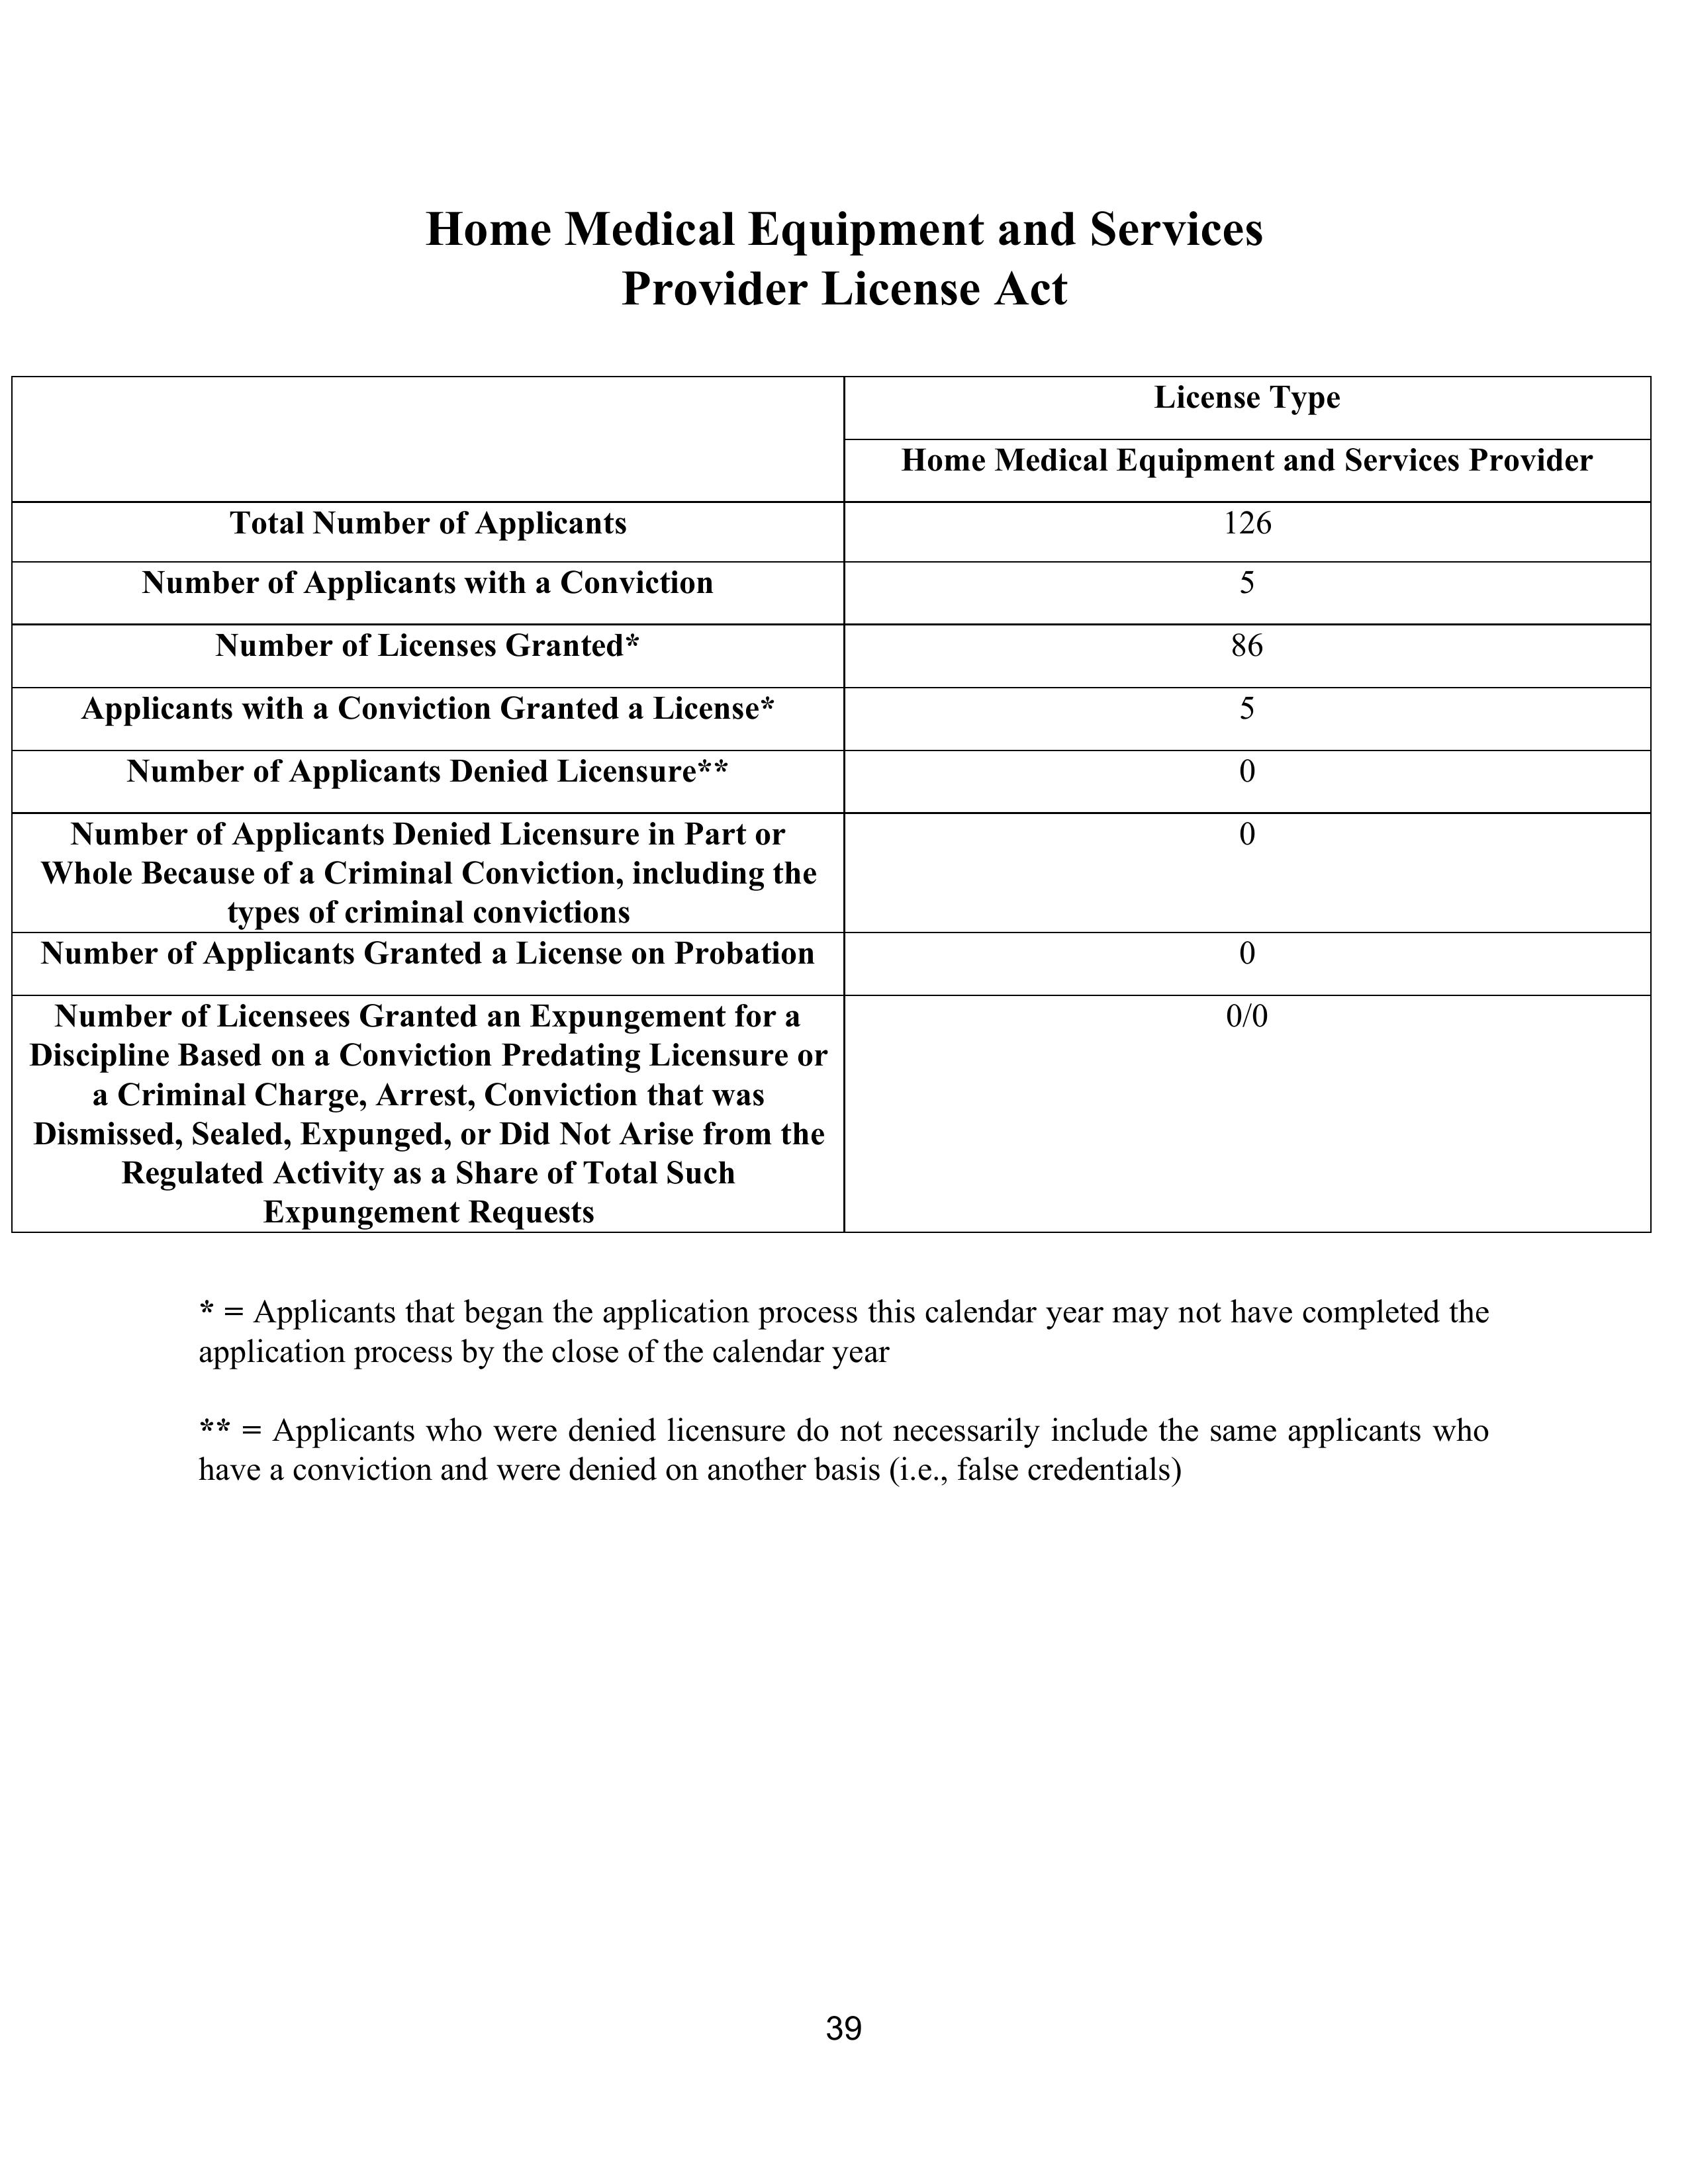 Home Medical Equipment and Services
Provider License Act
License Type
Home Medical Equipment and Services Provider
Total Number of Applicants
126
Number of Applicants with a Conviction
5
Number of Licenses Granted*
86
Applicants with a Conviction Granted a License*
5
Number of Applicants Denied Licensure**
0
Number of Applicants Denied Licensure in Part or
Whole Because of a Criminal Conviction, including the
types of criminal convictions
0
Number of Applicants Granted a License on Probation
0
Number of Licensees Granted an Expungement for a
Discipline Based on a Conviction Predating Licensure or
a Criminal Charge, Arrest, Conviction that was
Dismissed, Sealed, Expunged, or Did Not Arise from the
Regulated Activity as a Share of Total Such
Expungement Requests
0/0
* = Applicants that began the application process this calendar year may not have completed the
application process by the close of the calendar year
** = Applicants who were denied licensure do not necessarily include the same applicants who
have a conviction and were denied on another basis (i.e., false credentials)
39